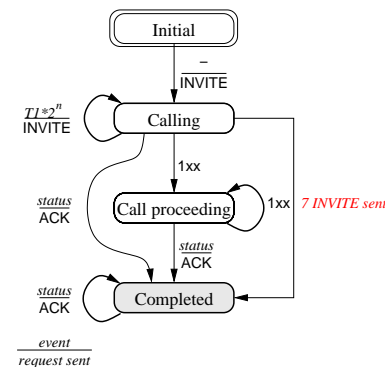 Initial
–
INVITE
T1*2^n
INVITE
Calling
1xx
status
ACK
Call proceeding
1xx
7 INVITE sent
status
ACK
status
ACK
Completed
event
request sent